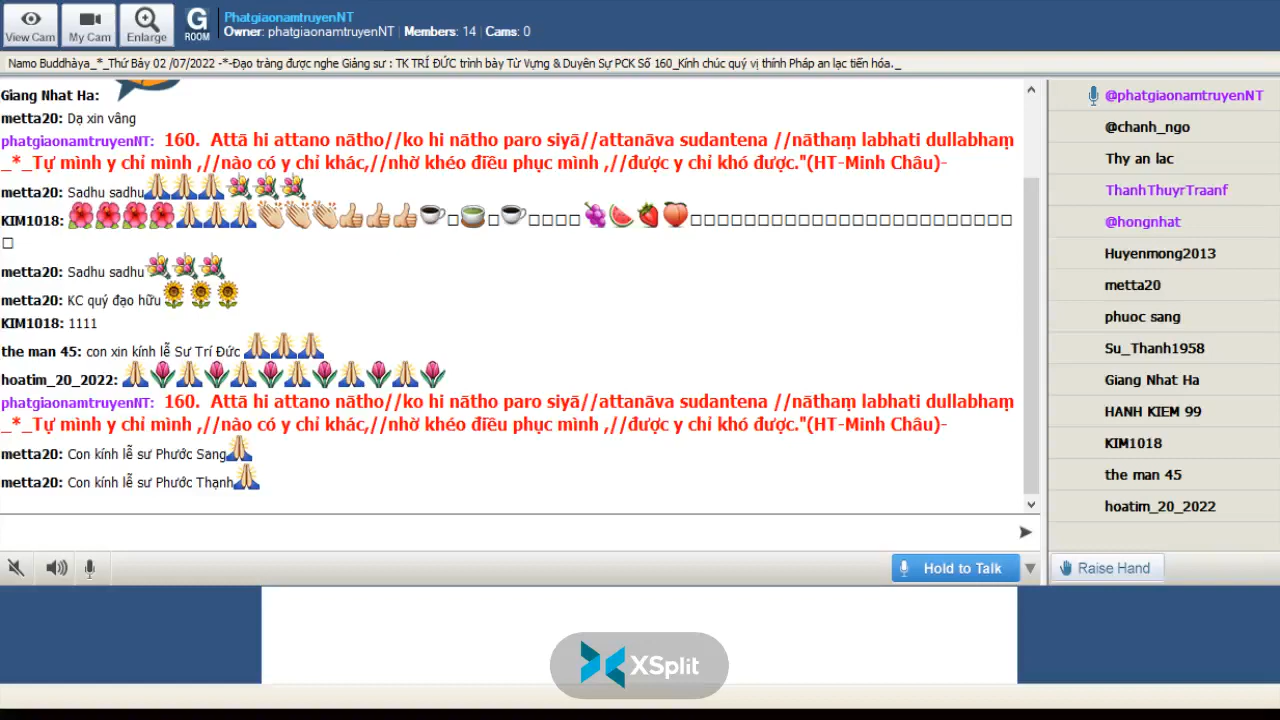 PhatgiaonamtruyenNT
Owner: phatgiaonamtruyenNT | Members: 14 | Cams: 0
View Cam My Cam Enlarge G ROOM
Namo Buddhàya_*_Thứ Bảy 02 /07/2022 -*-Đạo tràng được nghe Giảng sư : TK TRÍ ĐỨC trình bày Từ Vựng & Duyên Sự PCK Số 160_Kính chúc quý vị thính Pháp an lạc tiến hóa._
Giang Nhat Ha:
metta20: Dạ xin vâng
phatgiaonamtruyenNT: 160. Attā hi attano nātho//ko hi nātho paro siyā//attanāva sudantena //nāthaṃ labhati dullabhaṃ
_*_Tự mình y chỉ mình ,//nào có y chỉ khác,//nhờ khéo điều phục mình ,//được y chỉ khó được."(HT-Minh Châu)-
metta20: Sadhu sadhu🙏🙏🙏💐💐💐
KIM1018: 🌺🌺🌺🌺🙏🙏🙏👏👏👏👍👍👍☕□🍵□☕□□□□🍇🍉🍓🍑□□□□□□□□□□□□□□□□□□□□□□□□
□
metta20: Sadhu sadhu💐💐💐
metta20: KC quý đạo hữu🌻🌻🌻
KIM1018: 1111
the man 45: con xin kính lễ Sư Trí Đức 🙏🙏🙏
hoatim_20_2022: 🙏🌷🙏🌷🙏🌷🙏🌷🙏🌷🙏🌷
phatgiaonamtruyenNT: 160. Attā hi attano nātho//ko hi nātho paro siyā//attanāva sudantena //nāthaṃ labhati dullabhaṃ
_*_Tự mình y chỉ mình ,//nào có y chỉ khác,//nhờ khéo điều phục mình ,//được y chỉ khó được."(HT-Minh Châu)-
metta20: Con kính lễ sư Phước Sang🙏
metta20: Con kính lễ sư Phước Thạnh🙏
@phatgiaonamtruyenNT
@chanh_ngo
Thy an lac
ThanhThuyrTraanf
@hongnhat
Huyenmong2013
metta20
phuoc sang
Su_Thanh1958
Giang Nhat Ha
HANH KIEM 99
KIM1018
the man 45
hoatim_20_2022
Hold to Talk
Raise Hand
XSplit